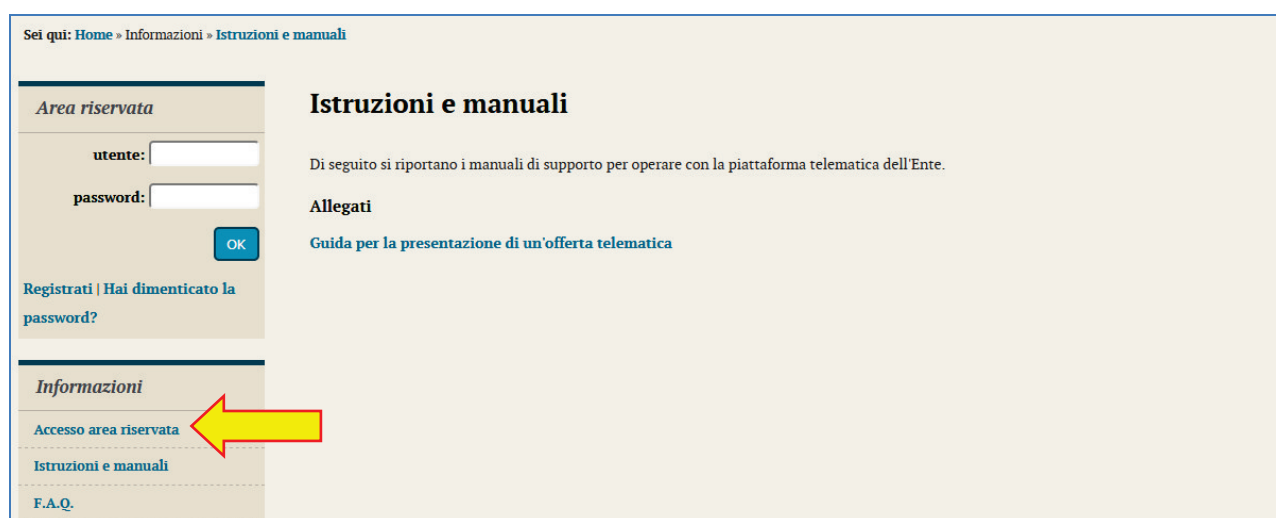 Sei qui: Home » Informazioni » Istruzioni e manuali
Area riservata
utente:
password:
OK
Registrati | Hai dimenticato la
password?
Informazioni
Accesso area riservata
Istruzioni e manuali
F.A.Q.
Istruzioni e manuali
Di seguito si riportano i manuali di supporto per operare con la piattaforma telematica dell'Ente.
Allegati
Guida per la presentazione di un'offerta telematica